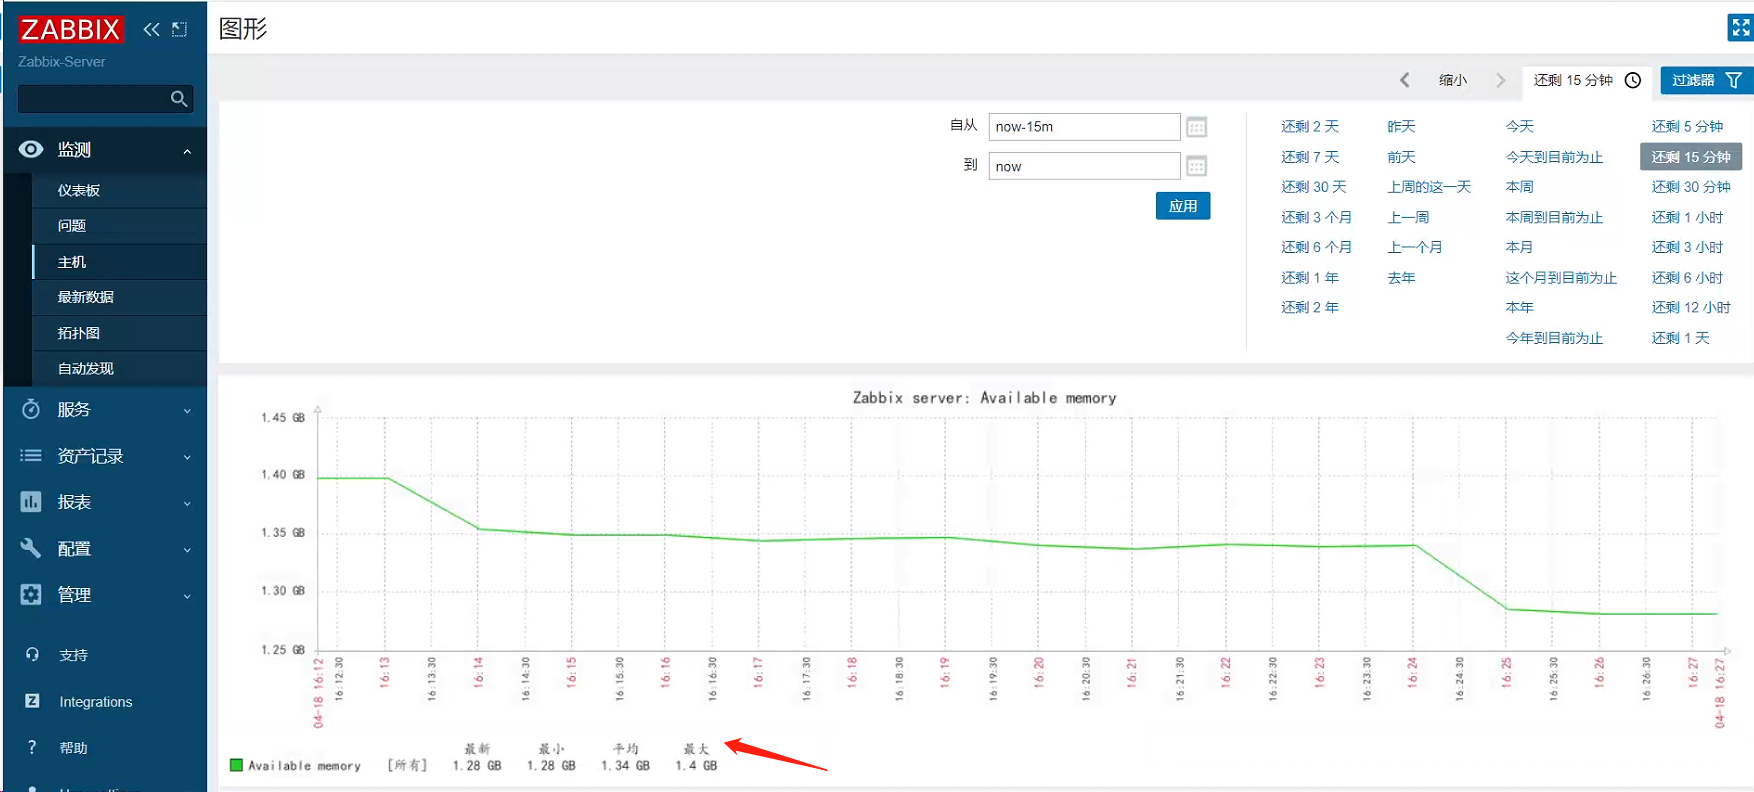 ZABBIX
Zabbix-Server
监测
仪表板
问题
主机
最新数据
拓扑图
自动发现
服务
资产记录
报表
配置
管理
支持
Integrations
? 帮助
图形
缩小
还剩 15 分钟
过滤器
自从 now-15m
到 now
应用
还剩 2 天 昨天 今天 还剩 5 分钟
还剩 7 天 前天 今天到目前为止 还剩 15 分钟
还剩 30 天 上周的这一天 本周 还剩 30 分钟
还剩 3 个月 上一周 本周到目前为止 还剩 1 小时
还剩 6 个月 上一个月 本月 还剩 3 小时
还剩 1 年 去年 这个月到目前为止 还剩 6 小时
还剩 2 年 本年 还剩 12 小时
今年到目前为止 还剩 1 天
Zabbix server: Available memory
1.45 GB
1.40 GB
1.35 GB
1.30 GB
1.25 GB
04-18 16:12 16:12:30 16:13 16:13:30 16:14 16:14:30 16:15 16:15:30 16:16 16:16:30 16:17 16:17:30 16:18 16:18:30 16:19 16:19:30 16:20 16:20:30 16:21 16:21:30 16:22 16:22:30 16:23 16:23:30 16:24 16:24:30 16:25 16:25:30 16:26 16:26:30 16:27 04-18 16:27
最新 最小 平均 最大
Available memory [所有] 1.28 GB 1.28 GB 1.34 GB 1.4 GB